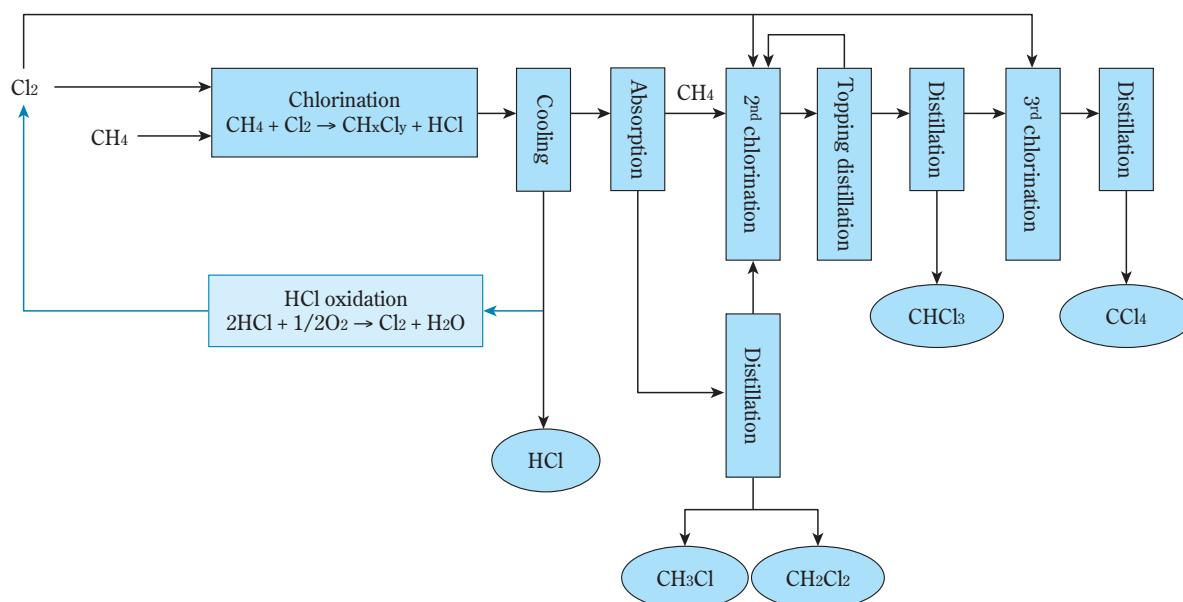 Cl2
CH4
Chlorination
CH4 + Cl2 → CHxCly + HCl
Cooling
Absorption
CH4
2nd chlorination
Topping distillation
Distillation
3rd chlorination
Distillation
HCl oxidation
2HCl + 1/2O2 → Cl2 + H2O
CHCl3
CCl4
Distillation
HCl
CH3Cl
CH2Cl2